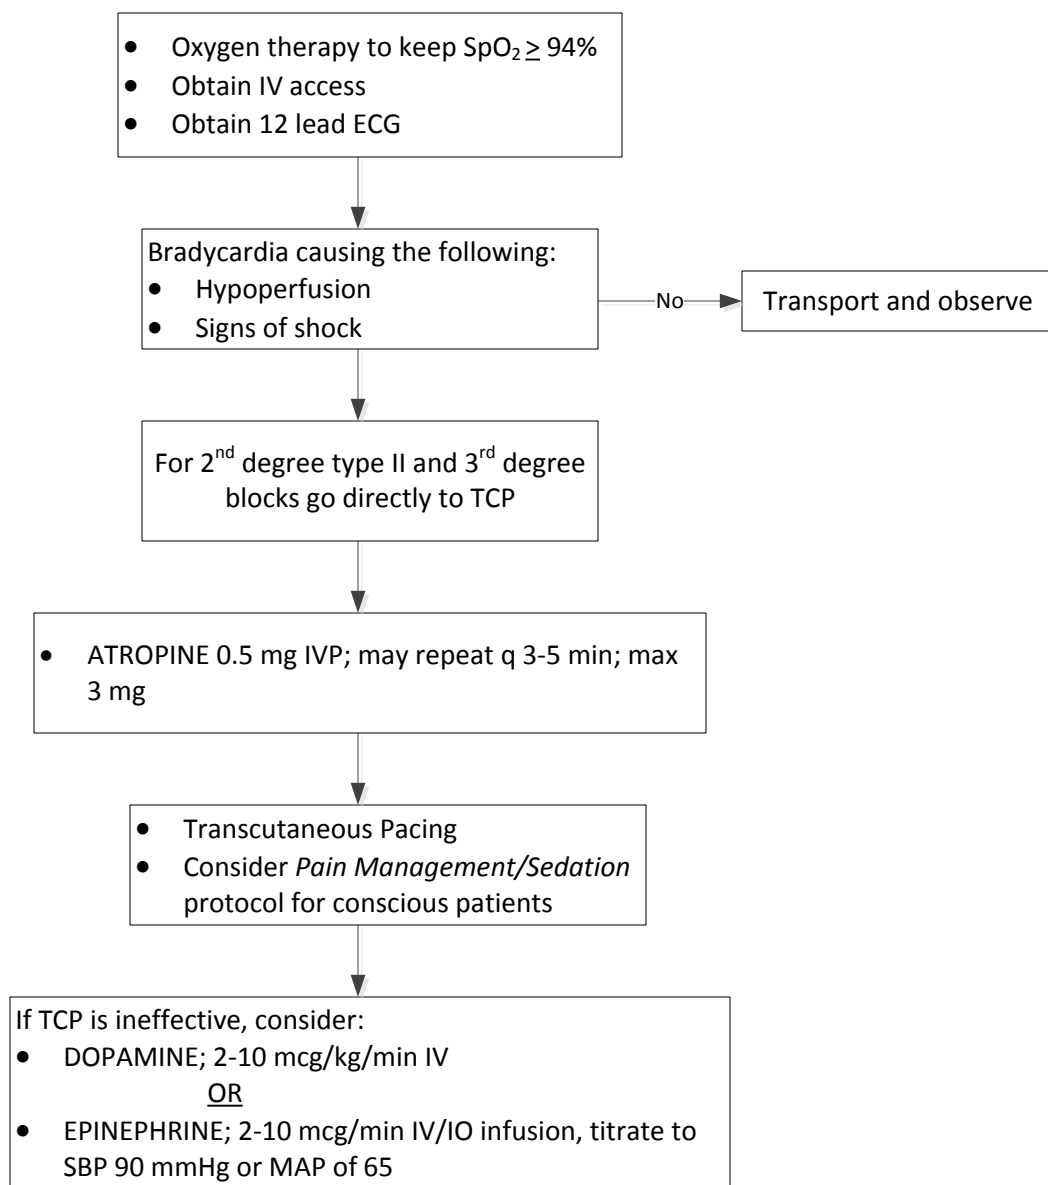 • Oxygen therapy to keep SpO₂ ≥ 94%
• Obtain IV access
• Obtain 12 lead ECG
Bradycardia causing the following:
• Hypoperfusion
• Signs of shock
No
Transport and observe
For 2nd degree type II and 3rd degree
blocks go directly to TCP
• ATROPINE 0.5 mg IVP; may repeat q 3-5 min; max
3 mg
• Transcutaneous Pacing
• Consider Pain Management/Sedation
protocol for conscious patients
If TCP is ineffective, consider:
• DOPAMINE; 2-10 mcg/kg/min IV
OR
• EPINEPHRINE; 2-10 mcg/min IV/IO infusion, titrate to
SBP 90 mmHg or MAP of 65